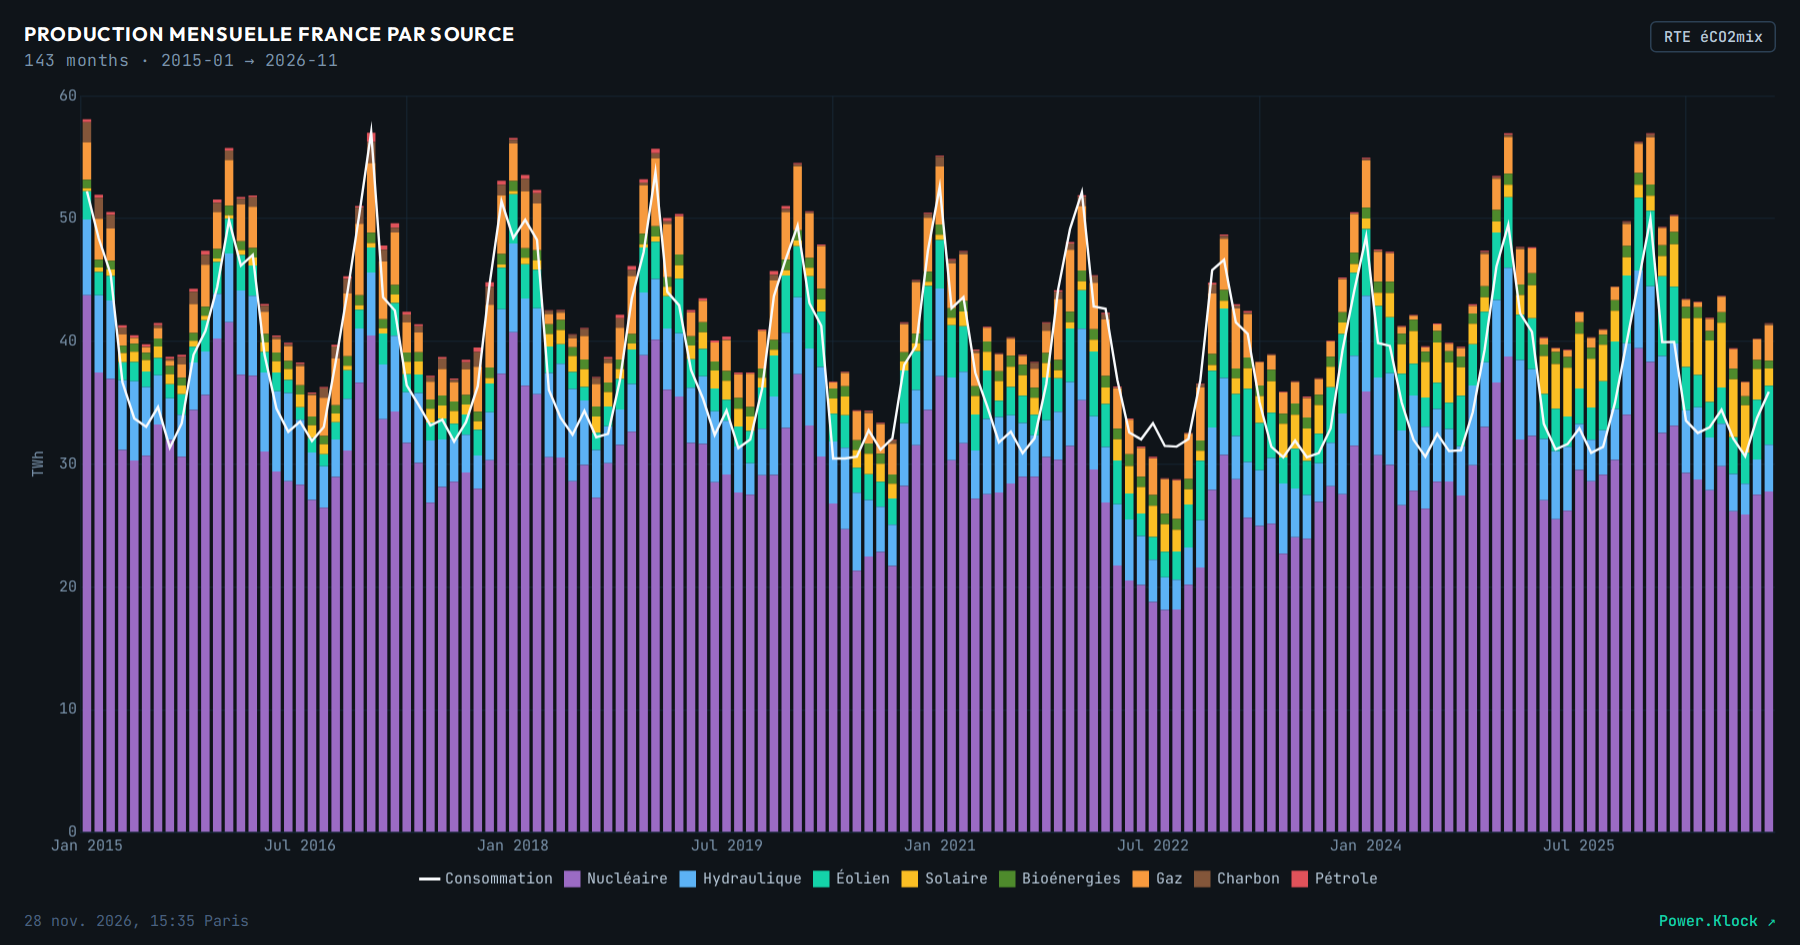 PRODUCTION MENSUELLE FRANCE PAR SOURCE
143 months · 2015-01 → 2026-11
RTE éCO2mix
60
50
40
30
20
10
0
TWh
Jan 2015 Jul 2016 Jan 2018 Jul 2019 Jan 2021 Jul 2022 Jan 2024 Jul 2025
Consommation Nucléaire Hydraulique Éolien Solaire Bioénergies Gaz Charbon Pétrole
28 nov. 2026, 15:35 Paris
Power.Klock ↗